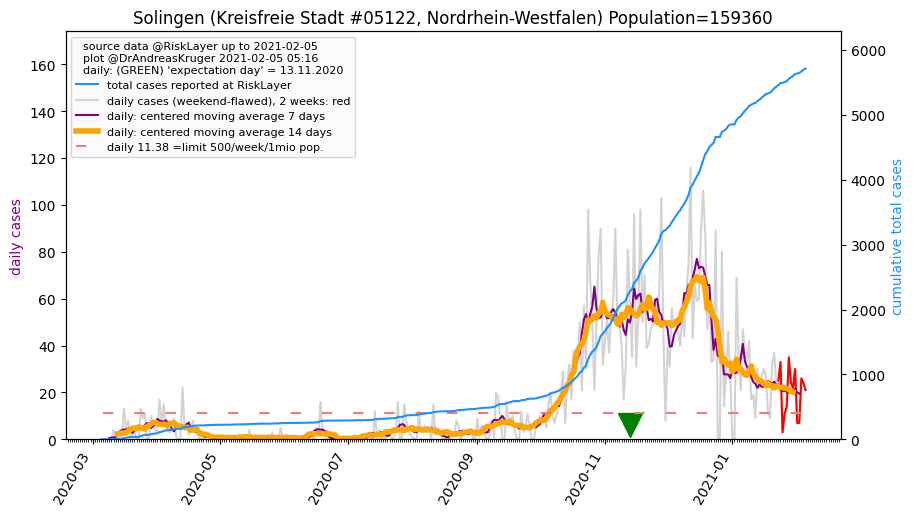 Solingen (Kreisfreie Stadt #05122, Nordrhein-Westfalen) Population=159360
source data @RiskLayer up to 2021-02-05
plot @DrAndreasKruger 2021-02-05 05:16
daily: (GREEN) 'expectation day' = 13.11.2020
total cases reported at RiskLayer
daily cases (weekend-flawed), 2 weeks: red
daily: centered moving average 7 days
daily: centered moving average 14 days
daily 11.38 =limit 500/week/1mio pop.
daily cases
160
140
120
100
80
60
40
20
0
cumulative total cases
6000
5000
4000
3000
2000
1000
0
2020-03
2020-05
2020-07
2020-09
2020-11
2021-01